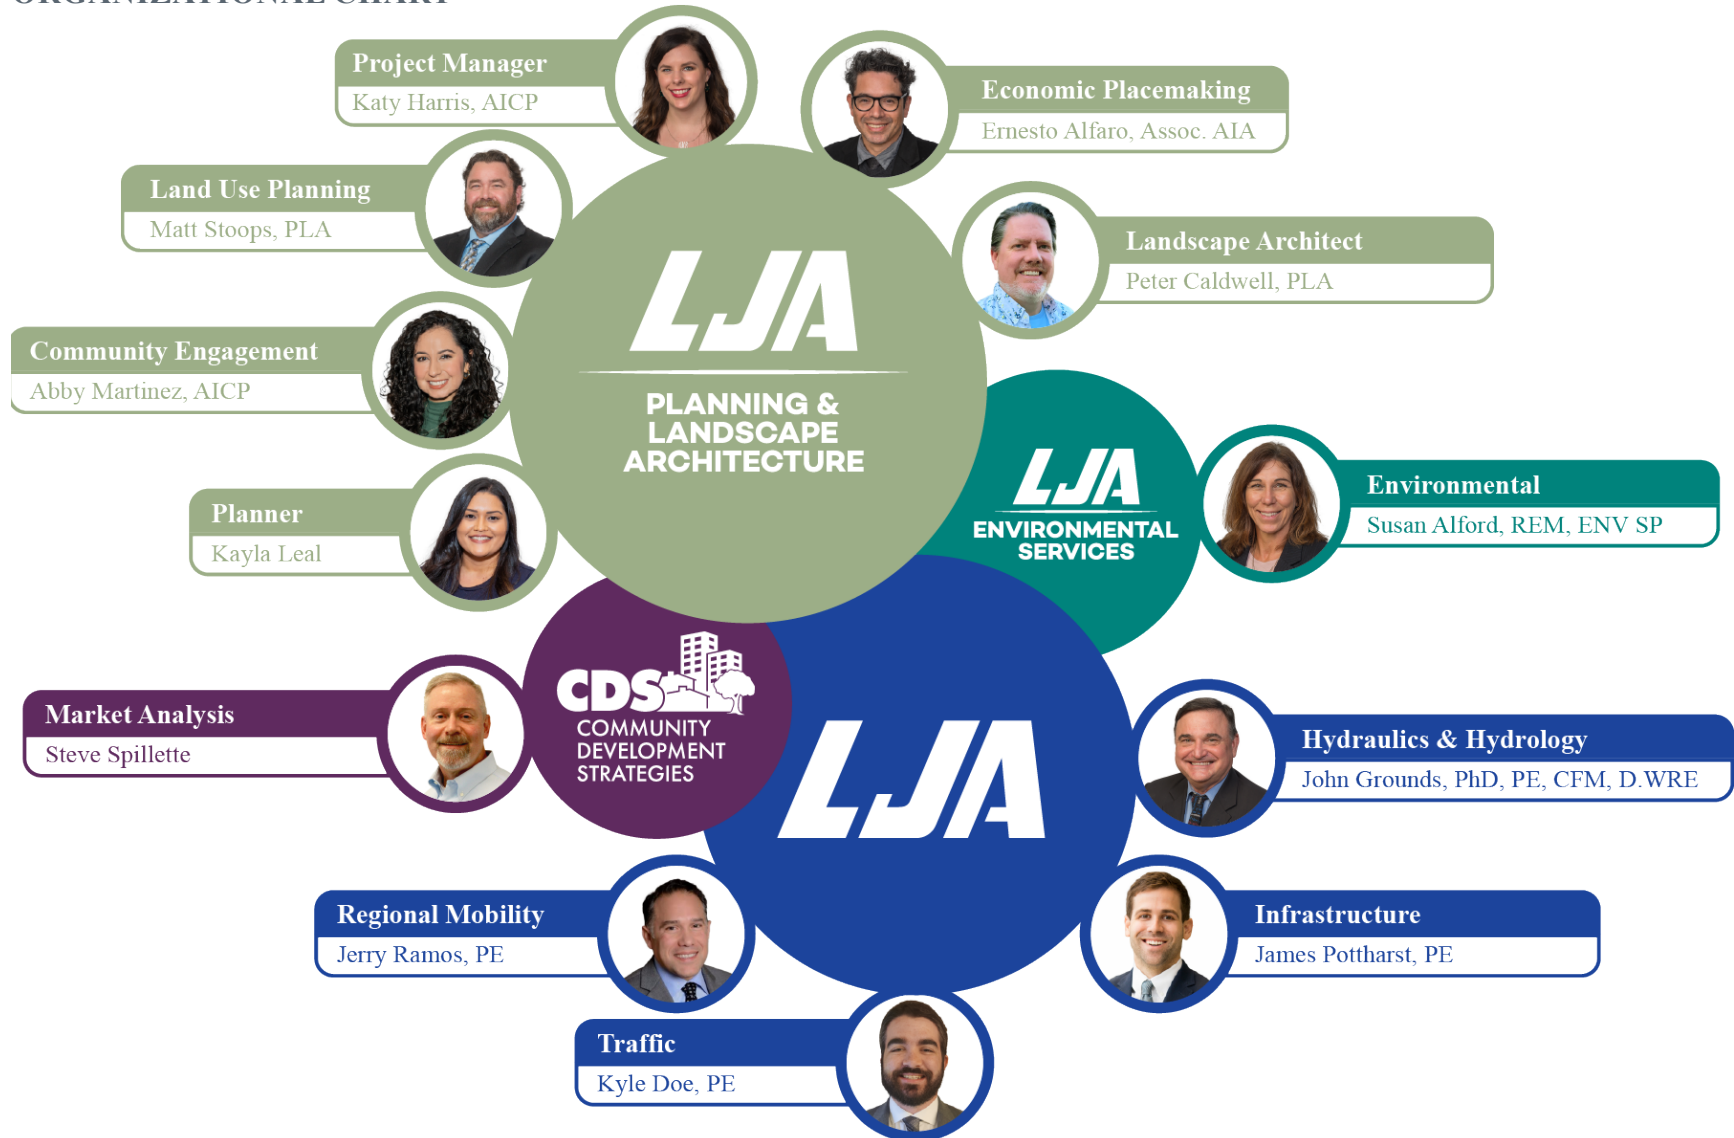 ORGANIZATIONAL CHART
Project Manager
Katy Harris, AICP
Economic Placemaking
Ernesto Alfaro, Assoc. AIA
Land Use Planning
Matt Stoops, PLA
Landscape Architect
Peter Caldwell, PLA
Community Engagement
Abby Martinez, AICP
LJA
PLANNING &
LANDSCAPE
ARCHITECTURE
Planner
Kayla Leal
LJA
ENVIRONMENTAL
SERVICES
Environmental
Susan Alford, REM, ENV SP
Market Analysis
Steve Spillette
CDS
COMMUNITY
DEVELOPMENT
STRATEGIES
LJA
Hydraulics & Hydrology
John Grounds, PhD, PE, CFM, D.WRE
Regional Mobility
Jerry Ramos, PE
Infrastructure
James Pottharst, PE
Traffic
Kyle Doe, PE